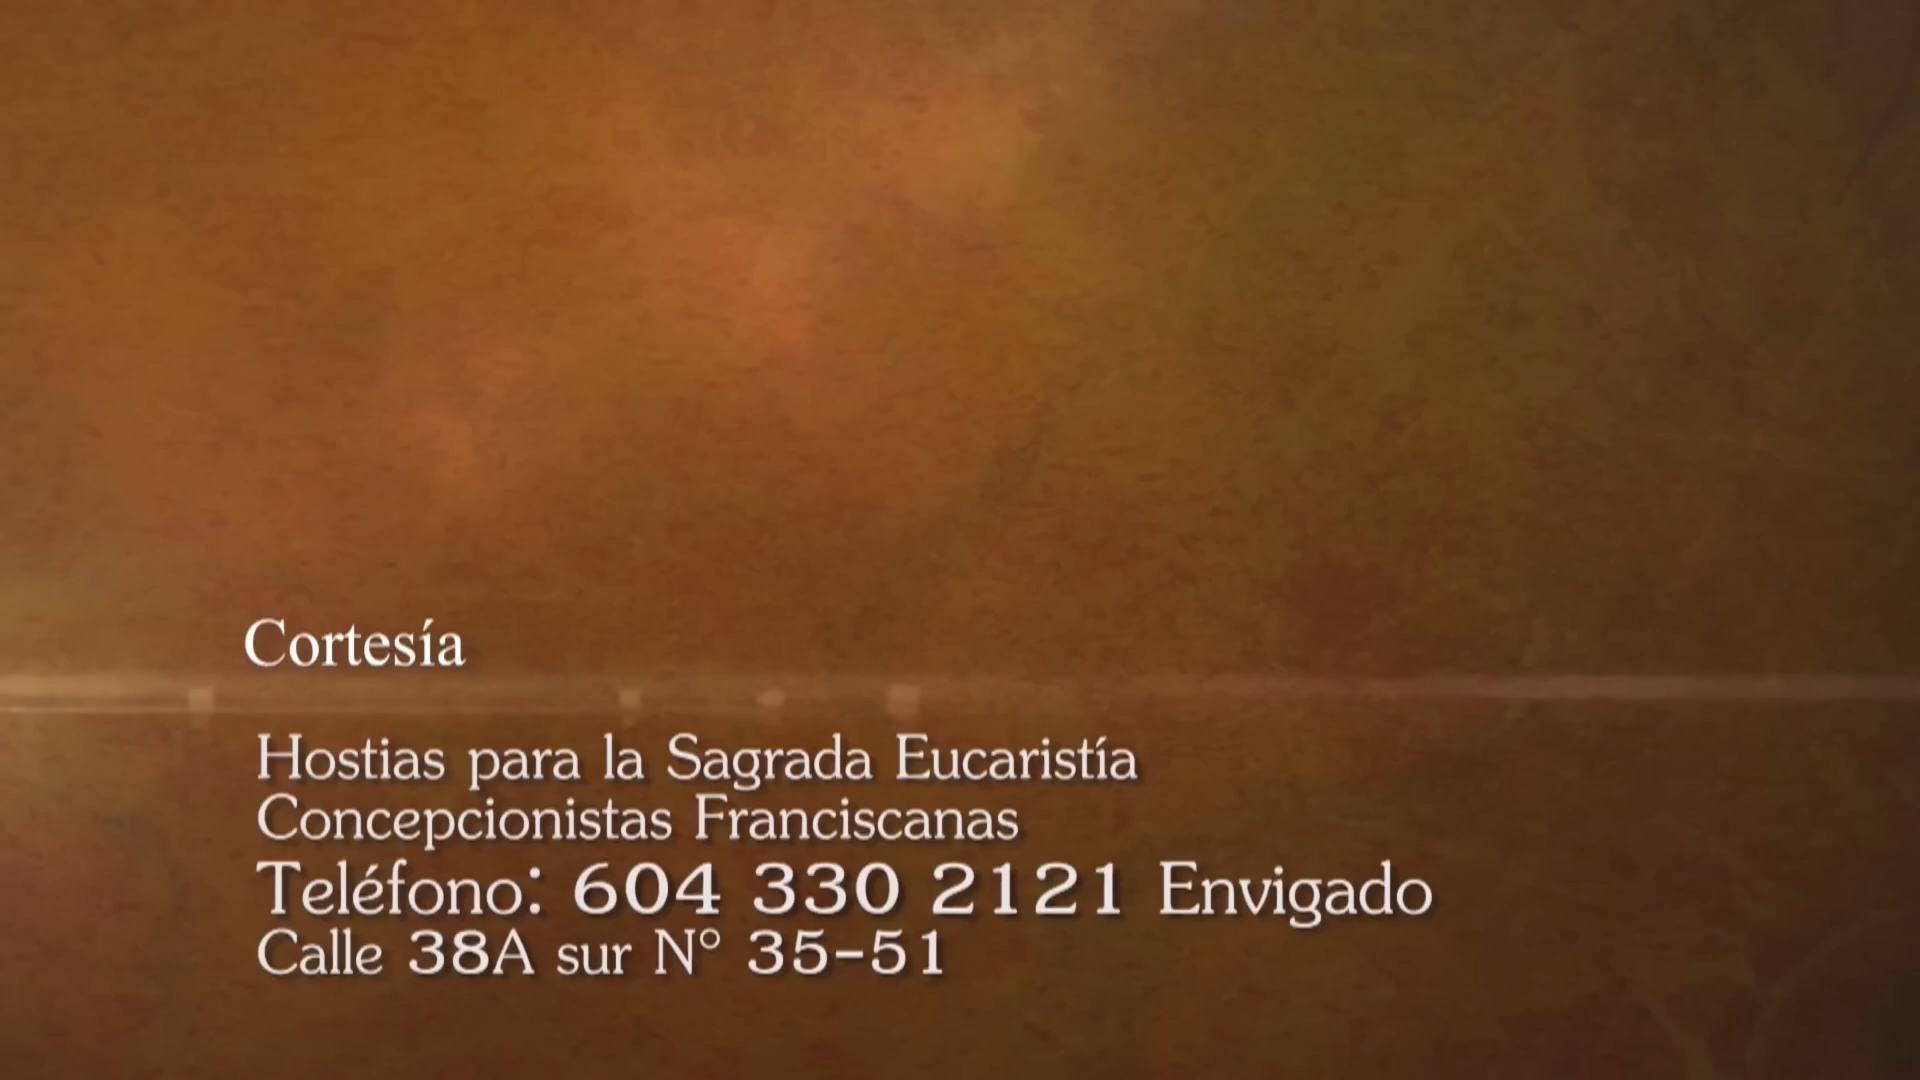 Cortesía
Hostias para la Sagrada Eucaristía
Concepcionistas Franciscanas
Teléfono: 604 330 2121 Envigado
Calle 38A sur N° 35-51